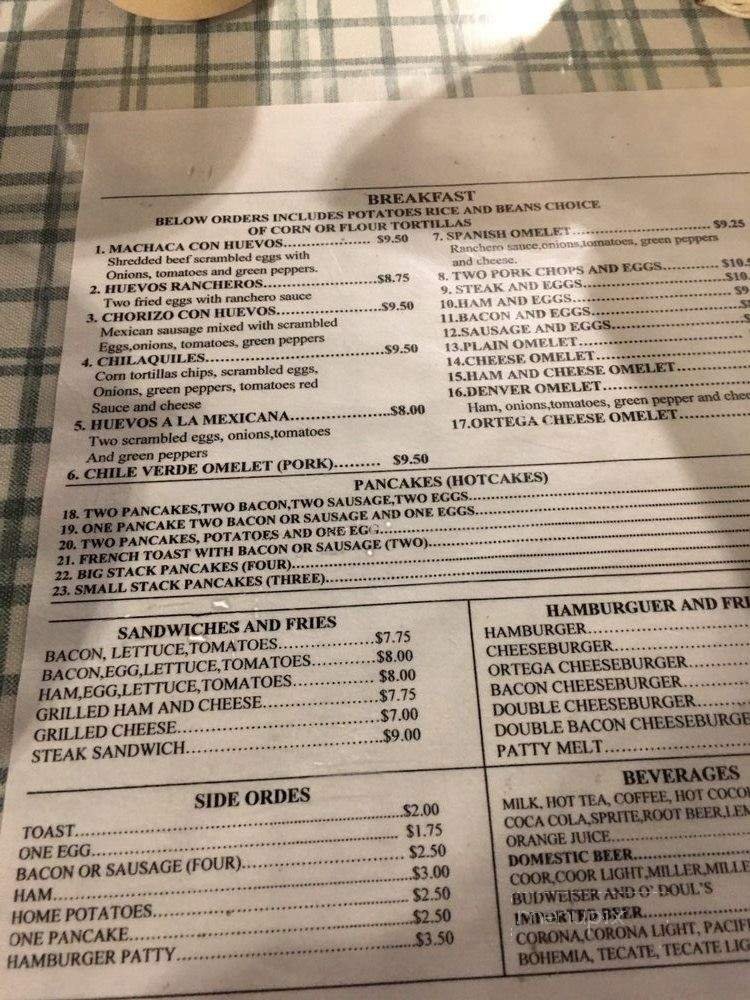 BREAKFAST
BELOW ORDERS INCLUDES POTATOES RICE AND BEANS CHOICE
OF CORN OR FLOUR TORTILLAS
1. MACHACA CON HUEVOS.................... $9.50
Shredded beef scrambled eggs with
Onions, tomatoes and green peppers.
2. HUEVOS RANCHEROS..........................$8.75
Two fried eggs with ranchero sauce
3. CHORIZO CON HUEVO........................$9.50
Mexican sausage mixed with scrambled
Eggs,onions, tomatoes, green peppers
4. CHILAQUILES.......................................$9.50
Corn tortillas chips, scrambled eggs,
Onions, green peppers, tomatoes red
Sauce and cheese
5. HUEVOS A LA MEXICANA.....................$8.00
Two scrambled eggs, onions,tomatoes
And green peppers
6. CHILE VERDE OMELET (PORK)......... $9.50
7. SPANISH OMELET..............................$9.25
Ranchero sauce,onions,tomatoes, green peppers
and cheese.
8. TWO PORK CHOPS AND EGGS............$10.
9. STEAK AND EGGS.............................$10.
10.HAM AND EGGS.................................$9
11.BACON AND EGGS..............................
12.SAUSAGE AND EGGS...........................
13.PLAIN OMELET.................................
14.CHEESE OMELET...............................
15.HAM AND CHEESE OMELET................
16.DENVER OMELET..............................
Ham, onions,tomatoes, green pepper and chee
17.ORTEGA CHEESE OMELET...............
PANCAKES (HOTCAKES)
18. TWO PANCAKES,TWO BACON,TWO SAUSAGE,TWO EGGS..............................
19. ONE PANCAKE TWO BACON OR SAUSAGE AND ONE EGGS..............................
20. TWO PANCAKES, POTATOES AND ONE EGG..............................
21. FRENCH TOAST WITH BACON OR SAUSAGE (TWO)..............................
22. BIG STACK PANCAKES (FOUR)..............................
23. SMALL STACK PANCAKES (THREE)..............................
SANDWICHES AND FRIES
BACON, LETTUCE,TOMATOES..................$7.75
BACON,EGG,LETTUCE,TOMATOES............$8.00
HAM,EGG,LETTUCE,TOMATOES............... $8.00
GRILLED HAM AND CHEESE.....................$7.75
GRILLED CHEESE....................................$7.00
STEAK SANDWICH...................................$9.00
HAMBURGUER AND FRI
HAMBURGER..............................
CHEESEBURGER..............................
ORTEGA CHEESEBURGER...............
BACON CHEESEBURGER................
DOUBLE CHEESEBURGER...............
DOUBLE BACON CHEESEBURGE
PATTY MELT..............................
SIDE ORDES
TOAST........................................................$2.00
ONE EGG.................................................... $1.75
BACON OR SAUSAGE (FOUR)........................ $2.50
HAM..........................................................$3.00
HOME POTATOES....................................... $2.50
ONE PANCAKE...........................................$2.50
HAMBURGER PATTY....................................$3.50
BEVERAGES
MILK, HOT TEA, COFFEE, HOT COCO
COCA COLA,SPRITE,ROOT BEER,LEM
ORANGE JUICE..............................
DOMESTIC BEER.........................
COOR,COOR LIGHT,MILLER,MILLE
BUDWEISER AND O' DOUL'S
IMPORTED BEER.........................
CORONA,CORONA LIGHT, PACIF
BOHEMIA, TECATE, TECATE LIG